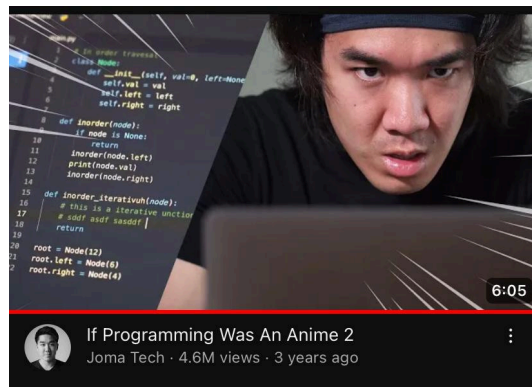 main.py
# In order travesal
class Node:
def __init__(self, val=0, left=None
self.val = val
self.left = left
self.right = right
def inorder(node):
if node is None:
return
inorder(node.left)
print(node.val)
inorder(node.right)
def inorder_iterativuh(node):
# this is a iterative unction
# sddf asdf sasddf
return
root = Node(12)
root.left = Node(6)
root.right = Node(4)
6:05
If Programming Was An Anime 2
Joma Tech · 4.6M views · 3 years ago